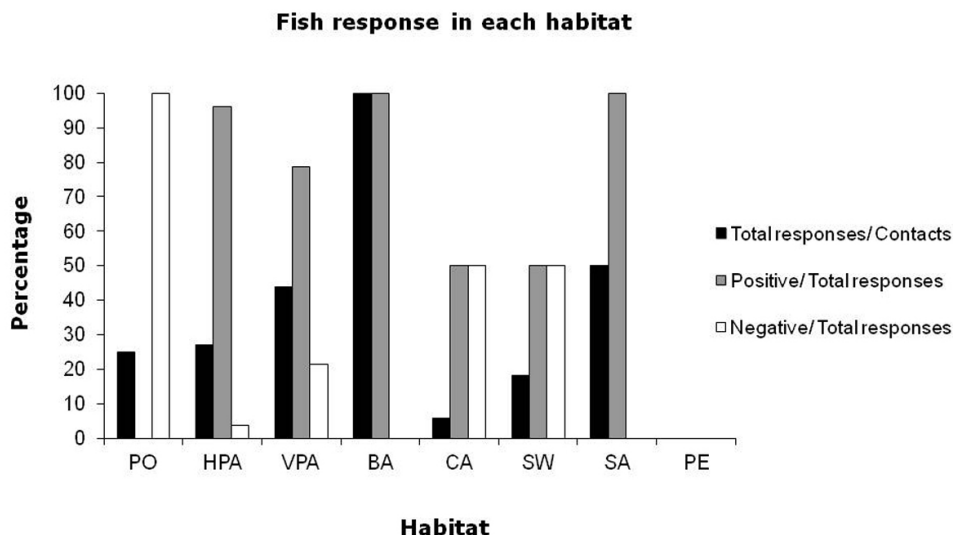 Fish response in each habitat
100
90
80
70
60
50
40
30
20
10
0
Percentage
PO HPA VPA BA CA SW SA PE
Habitat
Total responses/ Contacts
Positive/ Total responses
Negative/ Total responses